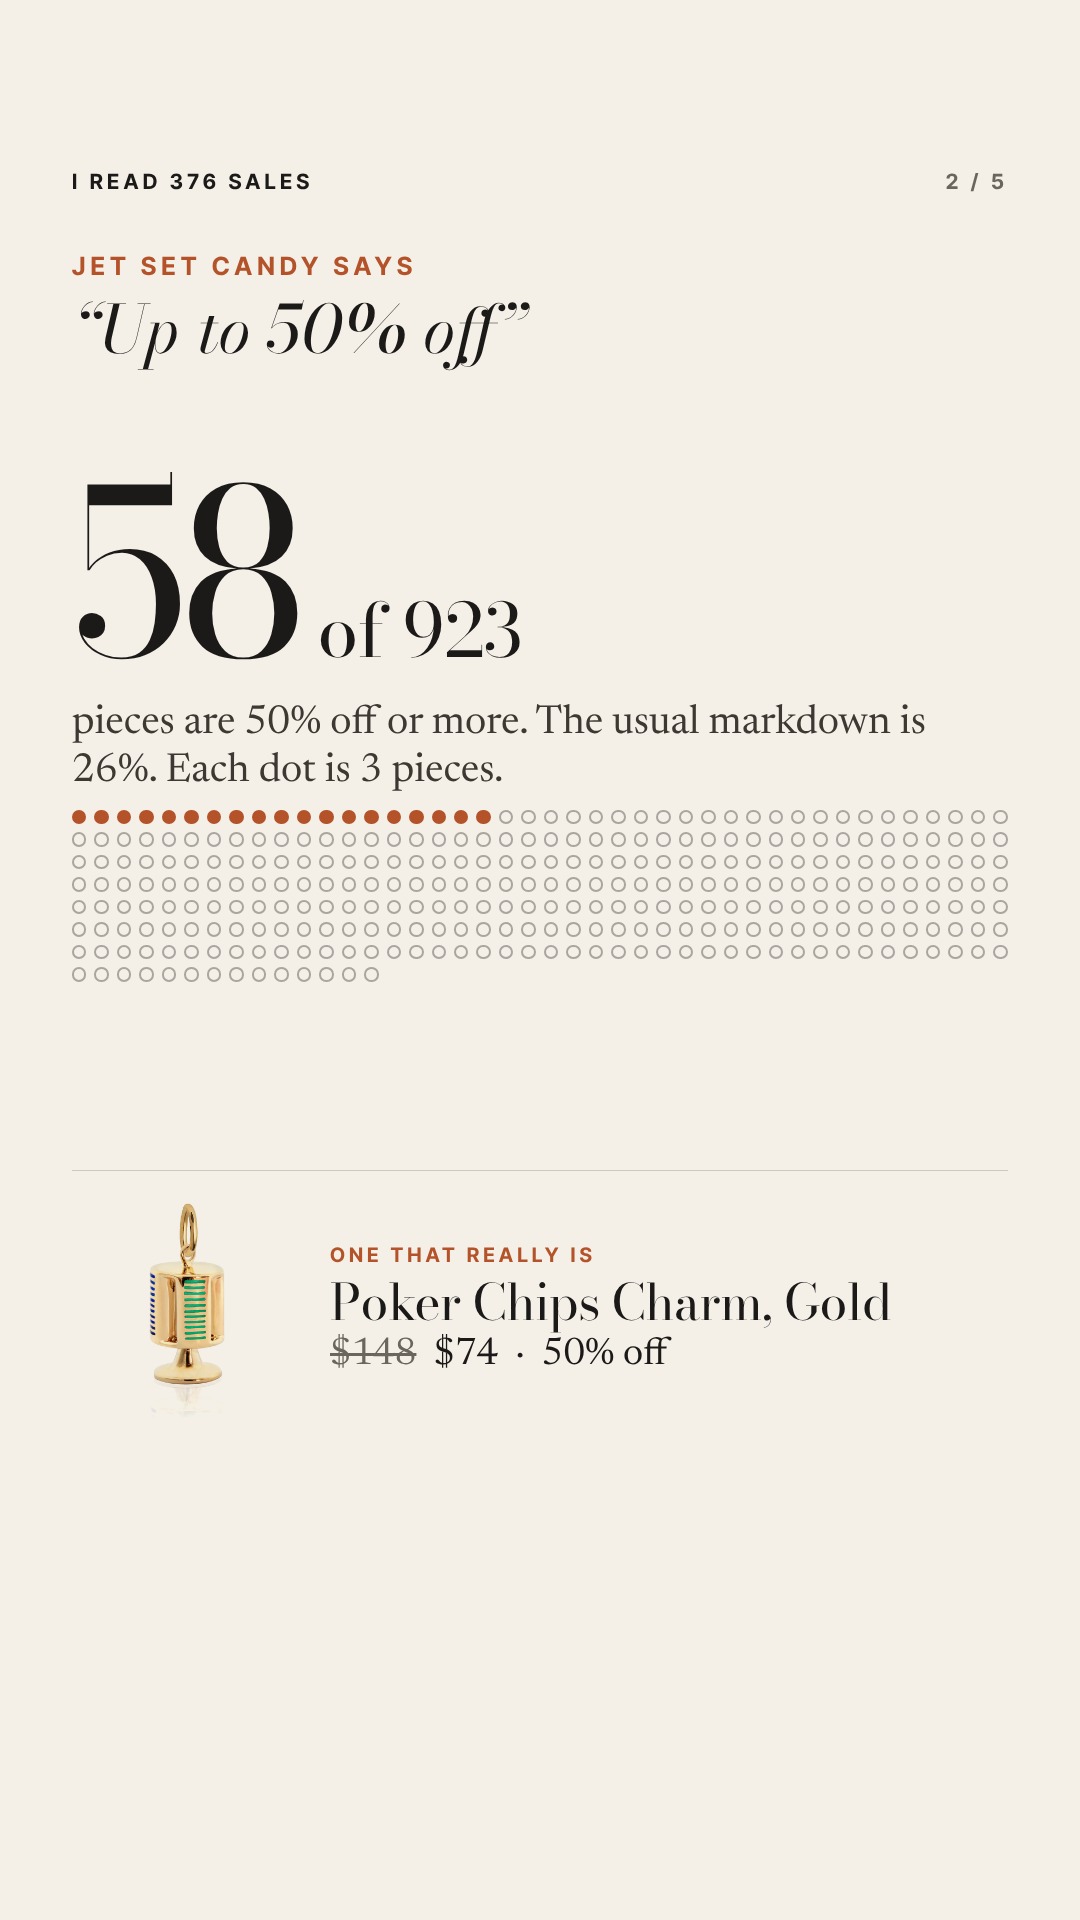 I READ 376 SALES
2 / 5
JET SET CANDY SAYS
“Up to 50% off”
58 of 923
pieces are 50% off or more. The usual markdown is
26%. Each dot is 3 pieces.
ONE THAT REALLY IS
Poker Chips Charm, Gold
$148 $74 · 50% off